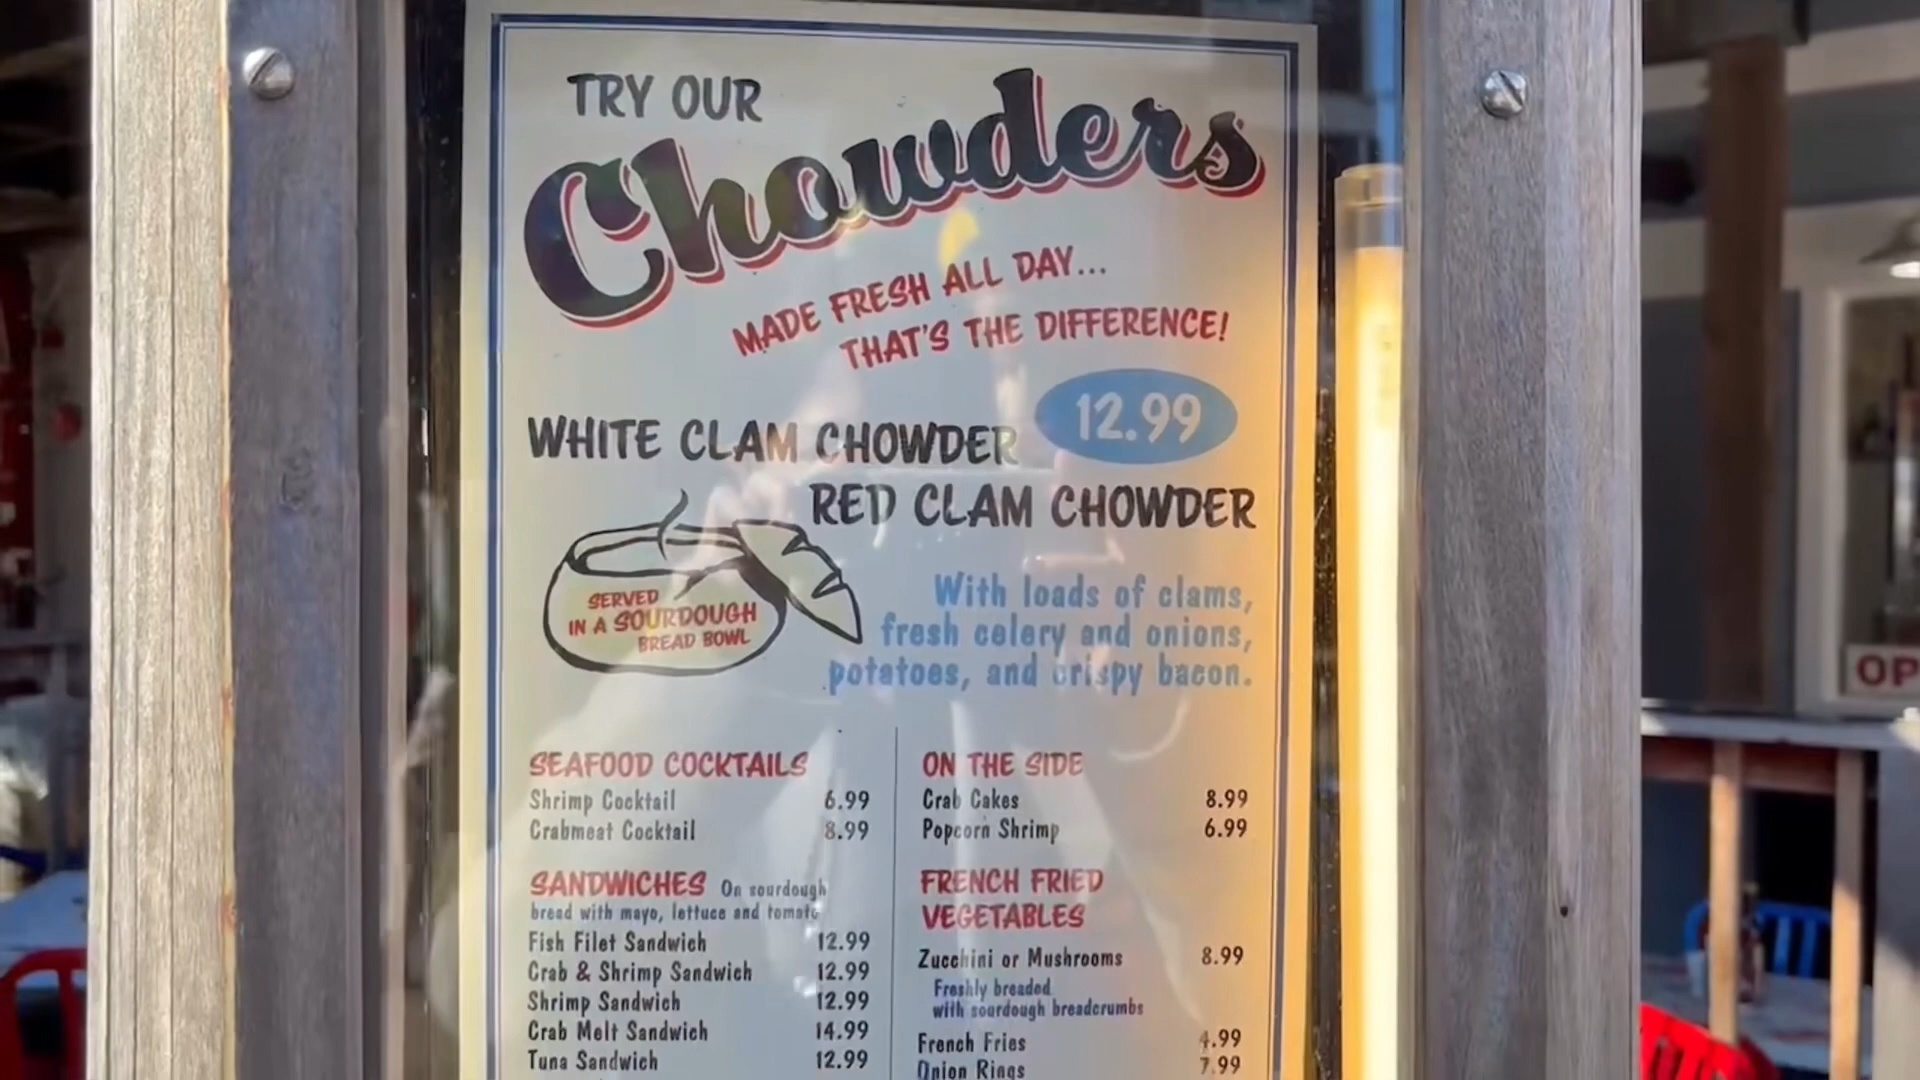 TRY OUR
Chowders
MADE FRESH ALL DAY...
THAT'S THE DIFFERENCE!
WHITE CLAM CHOWDER 12.99
RED CLAM CHOWDER
SERVED
IN A SOURDOUGH
BREAD BOWL
With loads of clams,
fresh celery and onions,
potatoes, and crispy bacon.
SEAFOOD COCKTAILS
Shrimp Cocktail 6.99
Crabmeat Cocktail 8.99
SANDWICHES On sourdough
bread with mayo, lettuce and tomato
Fish Filet Sandwich 12.99
Crab & Shrimp Sandwich 12.99
Shrimp Sandwich 12.99
Crab Melt Sandwich 14.99
Tuna Sandwich 12.99
ON THE SIDE
Crab Cakes 8.99
Popcorn Shrimp 6.99
FRENCH FRIED
VEGETABLES
Zucchini or Mushrooms 8.99
Freshly breaded
with sourdough breadcrumbs
French Fries 4.99
Onion Rings 7.99
OP